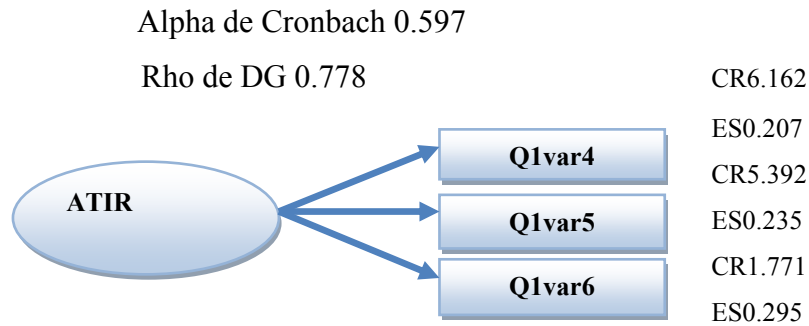 Alpha de Cronbach 0.597
Rho de DG 0.778
CR6.162
ES0.207
Q1var4
CR5.392
ATIR
Q1var5
ES0.235
CR1.771
Q1var6
ES0.295